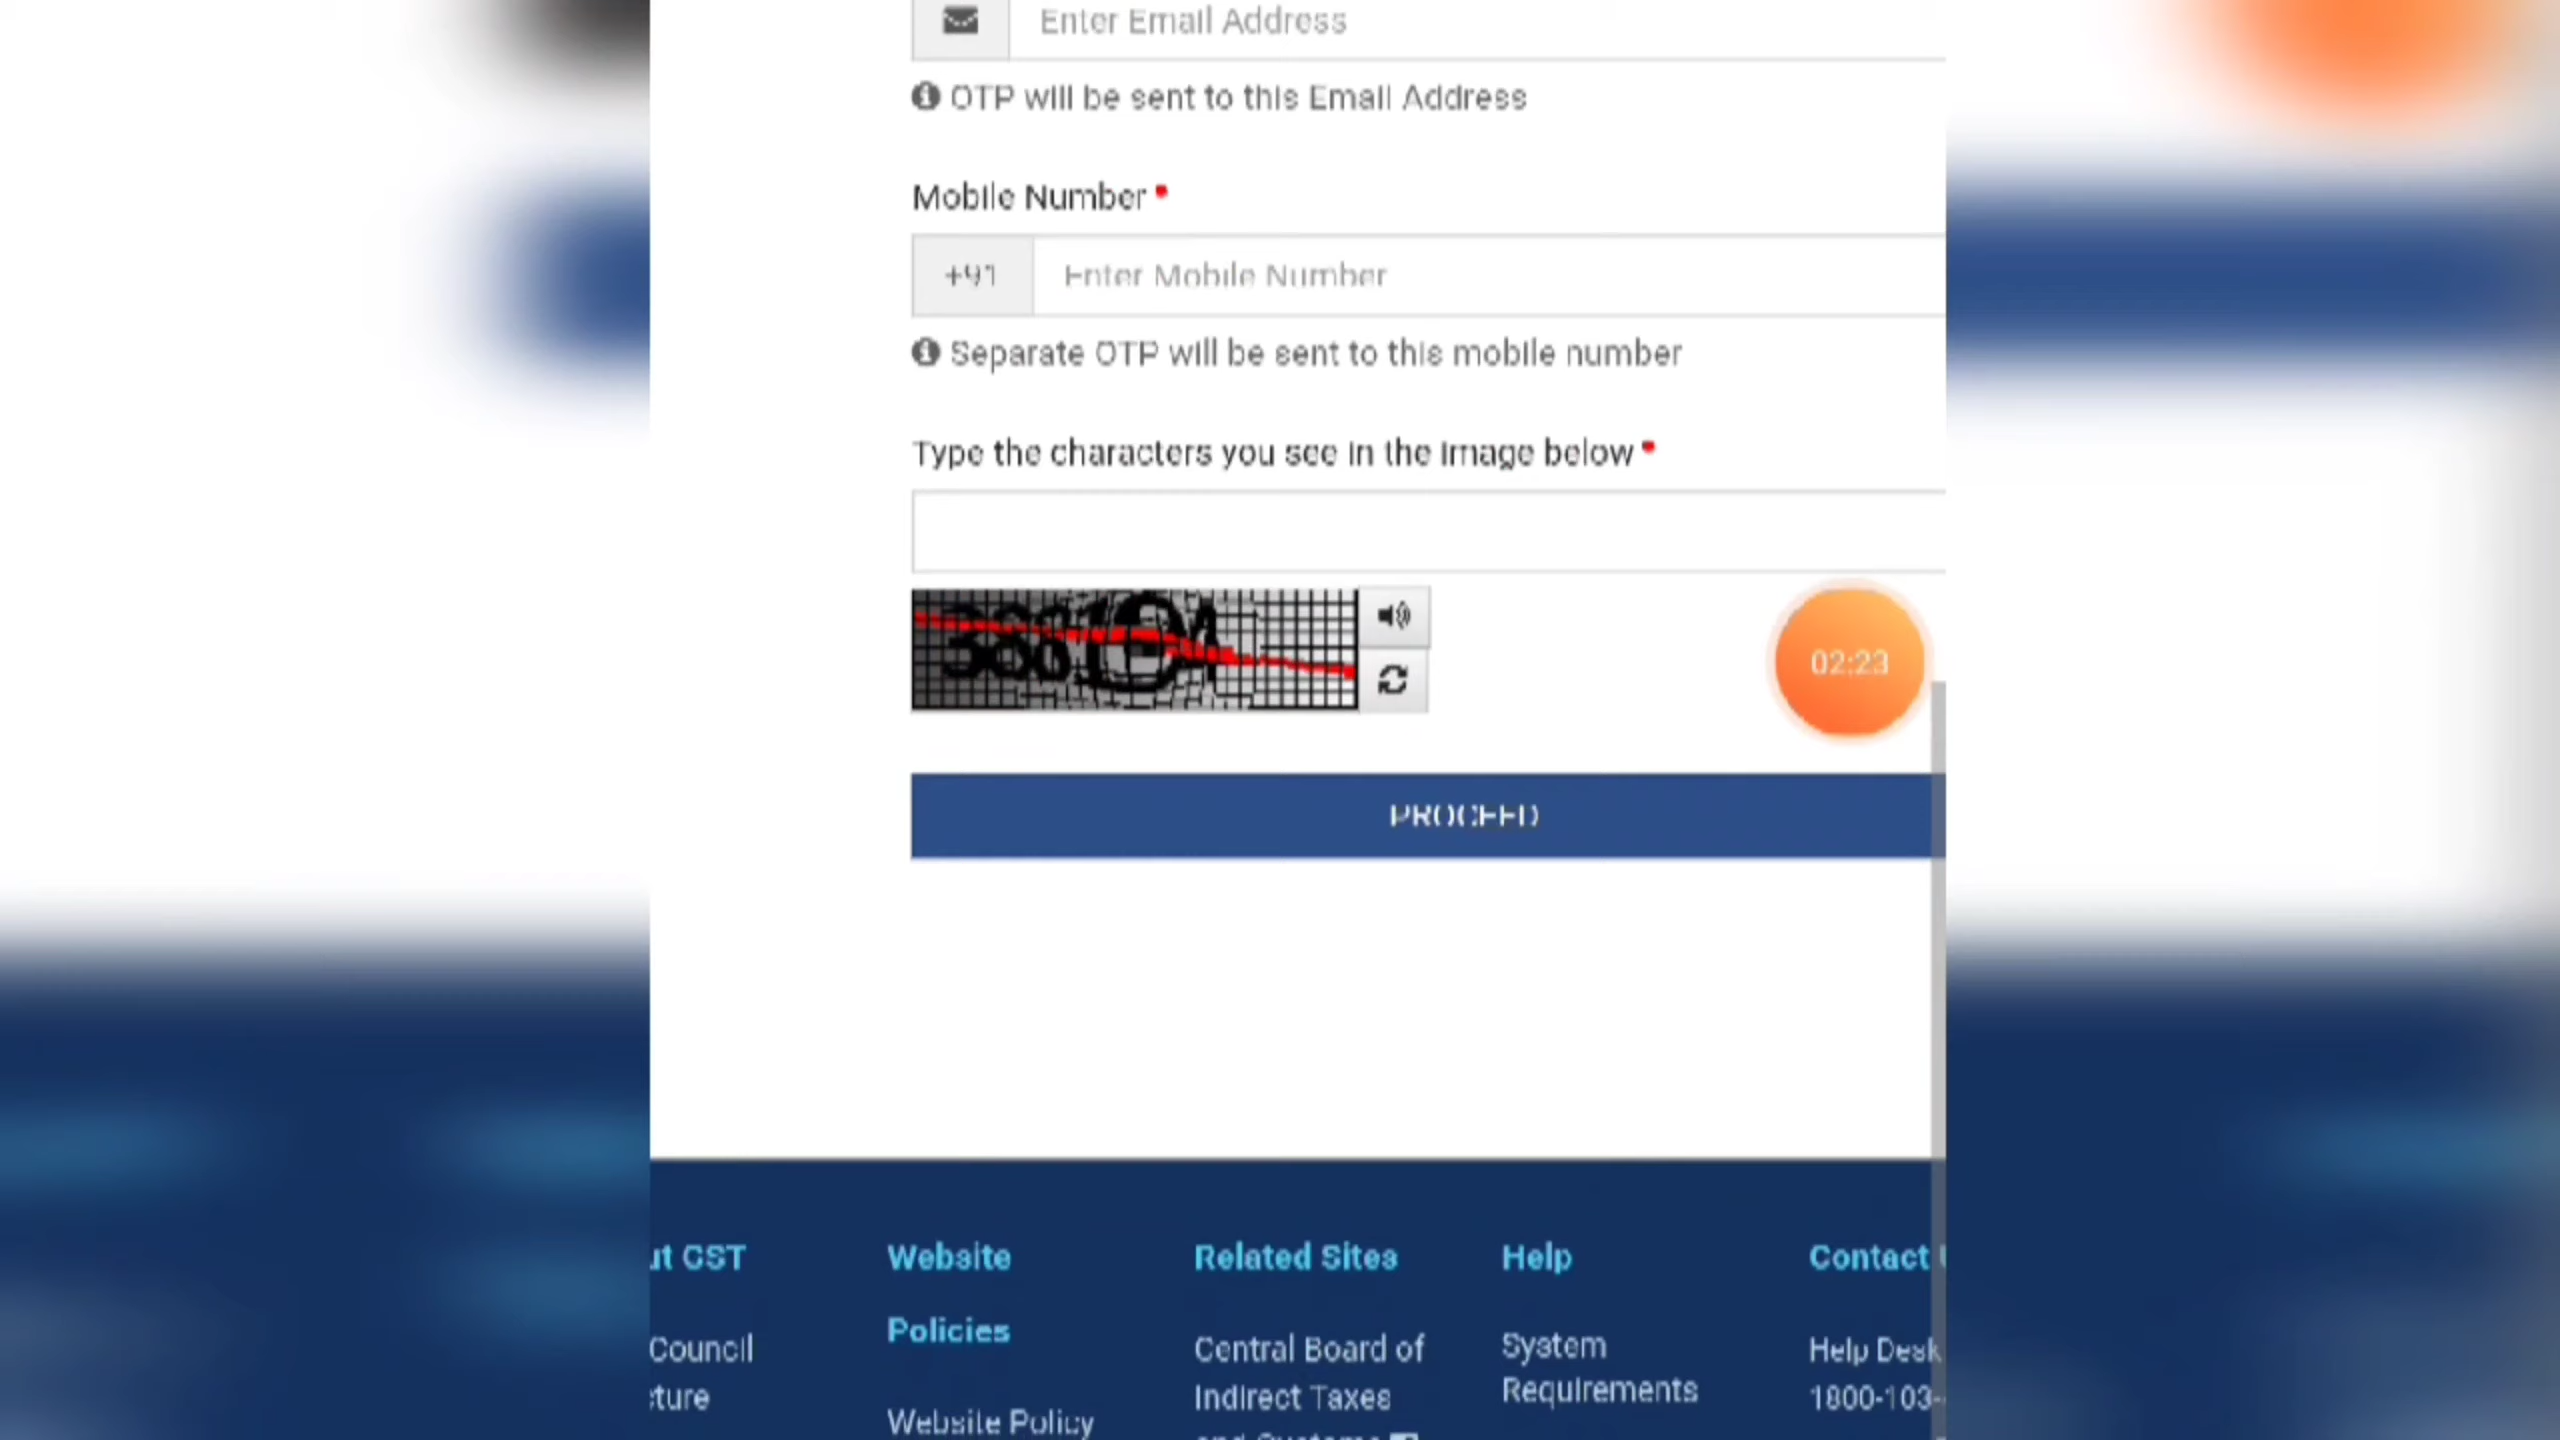 Enter Email Address
OTP will be sent to this Email Address
Mobile Number
+91 Enter Mobile Number
Separate OTP will be sent to this mobile number
Type the characters you see in the image below
02:23
PROCEED
ut GST
Website
Policies
Related Sites
Help
Contact
Council
cture
Website Policy
Central Board of
Indirect Taxes
System
Requirements
Help Desk
1800-103-